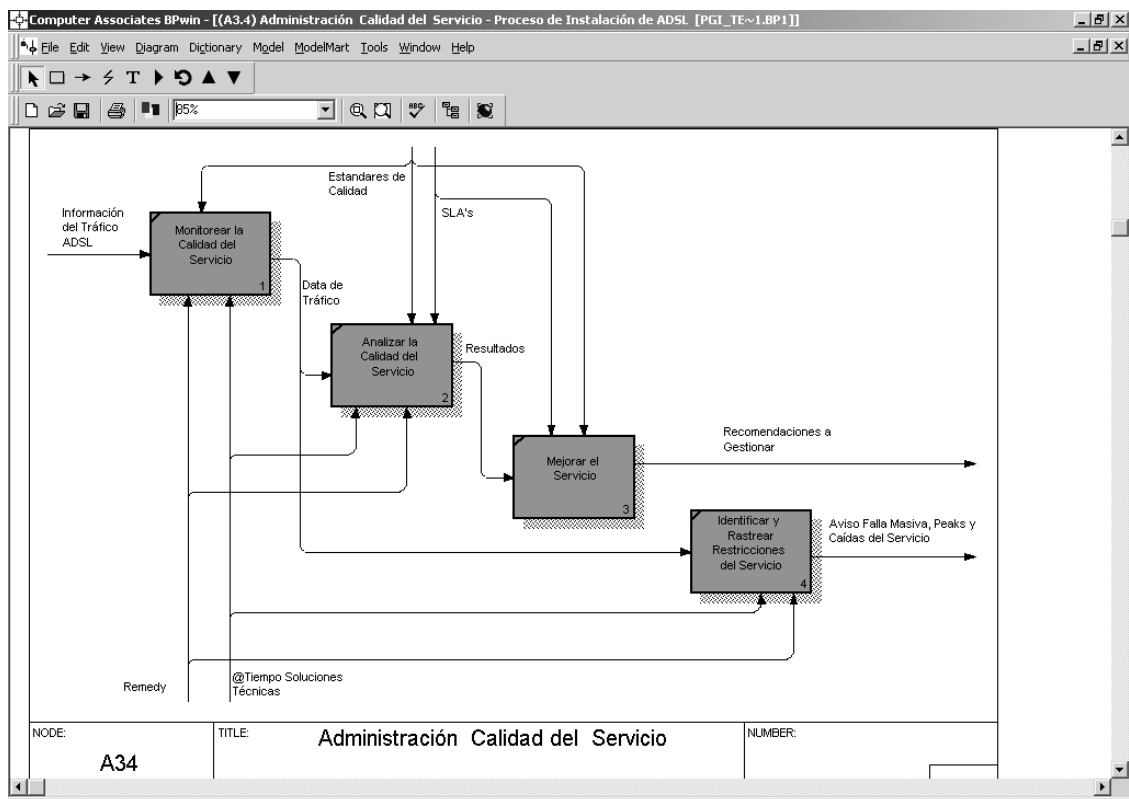 Computer Associates BPwin - [(A3.4) Administración Calidad del Servicio - Proceso de Instalación de ADSL [PGI_TE~1.BP1]]
File Edit View Diagram Dictionary Model ModelMart Tools Window Help
T
85%
ABC
Estandares de
Calidad
SLA's
Información
del Tráfico
ADSL
Monitorear la
Calidad del
Servicio
1
Data de
Tráfico
Analizar la
Calidad del
Servicio
2
Resultados
Mejorar el
Servicio
3
Recomendaciones a
Gestionar
Identificar y
Rastrear
Restricciones
del Servicio
4
Aviso Falla Masiva, Peaks y
Caídas del Servicio
Remedy
@Tiempo Soluciones
Técnicas
NODE:
A34
TITLE:
Administración Calidad del Servicio
NUMBER: